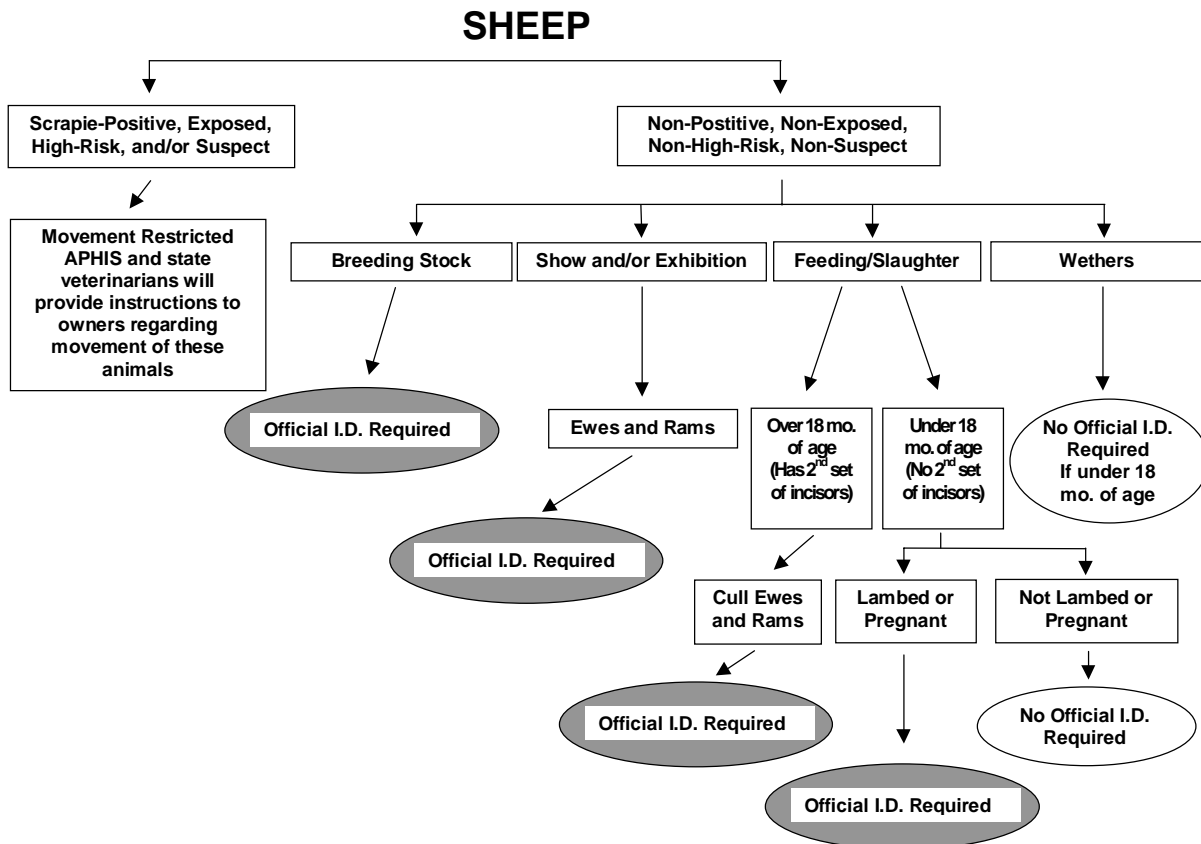 SHEEP
Scrapie-Positive, Exposed,
High-Risk, and/or Suspect
Non-Postitive, Non-Exposed,
Non-High-Risk, Non-Suspect
Movement Restricted
APHIS and state
veterinarians will
provide instructions to
owners regarding
movement of these
animals
Breeding Stock
Show and/or Exhibition
Feeding/Slaughter
Wethers
Official I.D. Required
Ewes and Rams
Over 18 mo.
of age
(Has 2nd set
of incisors)
Under 18
mo. of age
(No 2nd set
of incisors)
No Official I.D.
Required
If under 18
mo. of age
Official I.D. Required
Cull Ewes
and Rams
Lambed or
Pregnant
Not Lambed or
Pregnant
Official I.D. Required
No Official I.D.
Required
Official I.D. Required